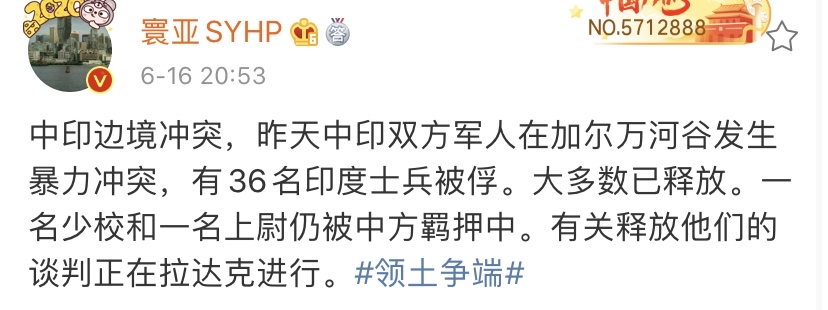 寰亚SYHP
NO.5712888
6-16 20:53
中印边境冲突，昨天中印双方军人在加尔万河谷发生
暴力冲突，有36名印度士兵被俘。大多数已释放。一
名少校和一名上尉仍被中方羁押中。有关释放他们的
谈判正在拉达克进行。#领土争端#